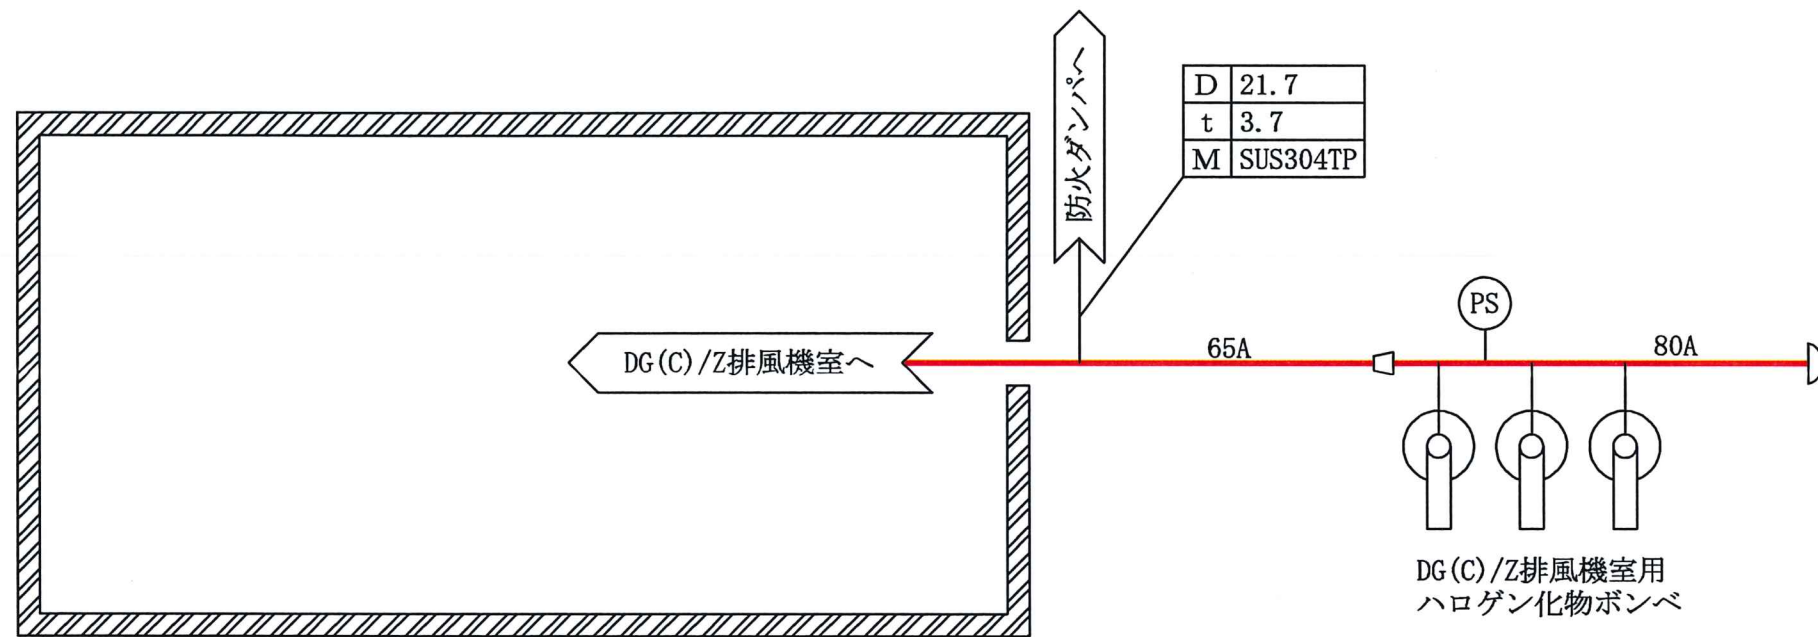 防火ダンパへ
D 21.7
t 3.7
M SUS304TP
PS
DG(C)/Z排風機室へ
65A
80A
DG(C)/Z排風機室用
ハロゲン化物ボンベ